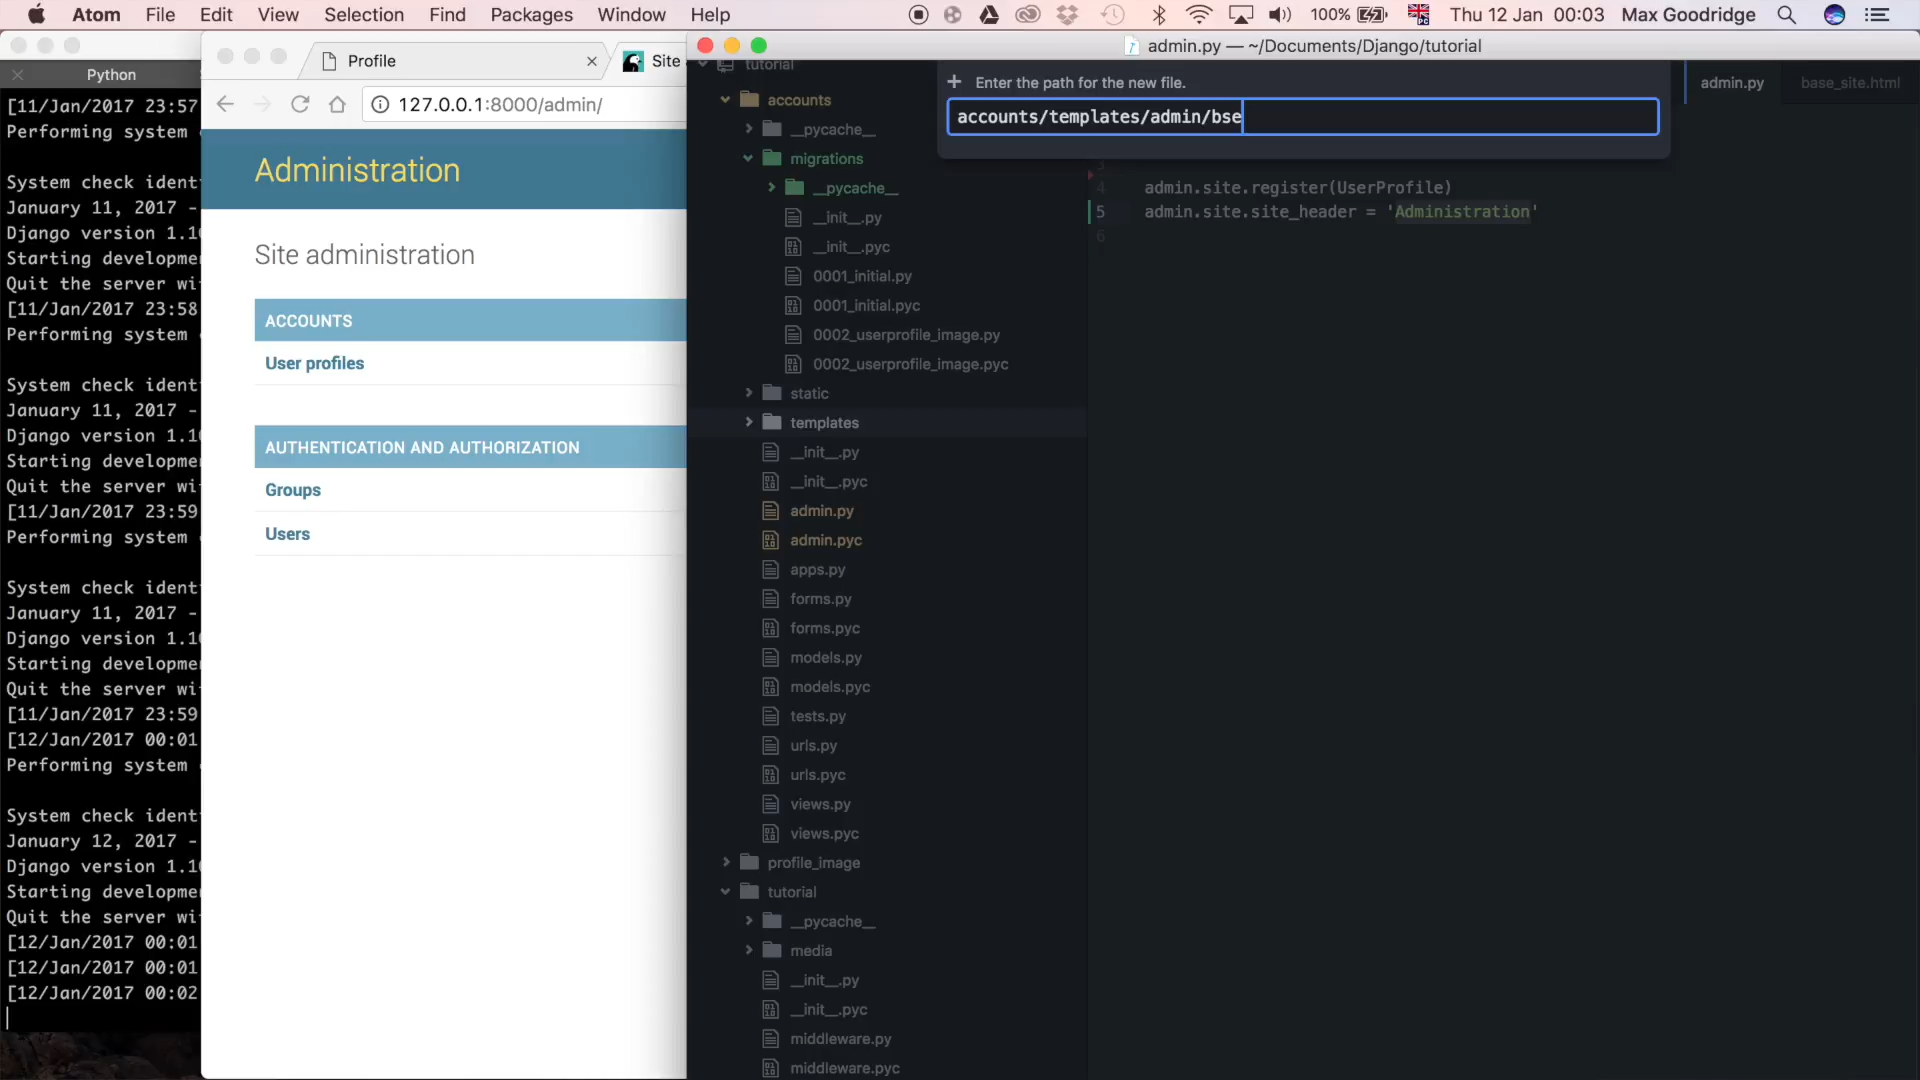 Atom File Edit View Selection Find Packages Window Help 100% Thu 12 Jan 00:03 Max Goodridge
Python
[11/Jan/2017 23:57
Performing system
System check ident
January 11, 2017 -
Django version 1.1
Starting developme
Quit the server wi
[11/Jan/2017 23:58
Performing system
System check ident
January 11, 2017 -
Django version 1.1
Starting developme
Quit the server wi
[11/Jan/2017 23:59
Performing system
System check ident
January 11, 2017 -
Django version 1.1
Starting developme
Quit the server wi
[11/Jan/2017 23:59
[12/Jan/2017 00:01
Performing system
System check ident
January 12, 2017 -
Django version 1.1
Starting developme
Quit the server wi
[12/Jan/2017 00:01
[12/Jan/2017 00:01
[12/Jan/2017 00:02
Profile Site
127.0.0.1:8000/admin/
Administration
Site administration
ACCOUNTS
User profiles
AUTHENTICATION AND AUTHORIZATION
Groups
Users
admin.py — ~/Documents/Django/tutorial
tutorial
accounts
__pycache__
migrations
__pycache__
__init__.py
__init__.pyc
0001_initial.py
0001_initial.pyc
0002_userprofile_image.py
0002_userprofile_image.pyc
static
templates
__init__.py
__init__.pyc
admin.py
admin.pyc
apps.py
forms.py
forms.pyc
models.py
models.pyc
tests.py
urls.py
urls.pyc
views.py
views.pyc
profile_image
tutorial
__pycache__
media
__init__.py
__init__.pyc
middleware.py
middleware.pyc
Enter the path for the new file.
accounts/templates/admin/bse
admin.py base_site.html
3
4 admin.site.register(UserProfile)
5 admin.site.site_header = 'Administration'
6